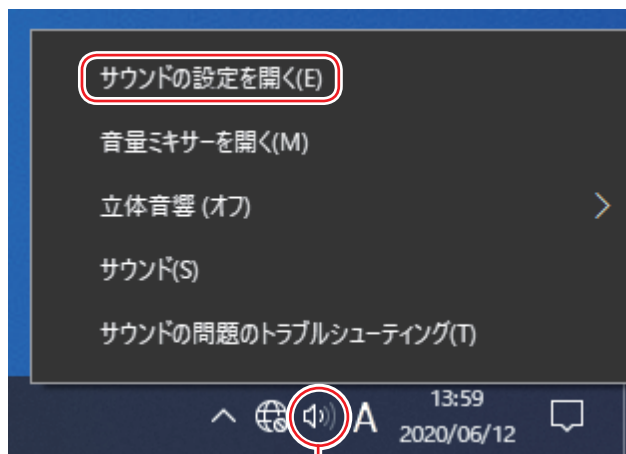 サウンドの設定を開く(E)
音量ミキサーを開く(M)
立体音響 (オフ)
サウンド(S)
サウンドの問題のトラブルシューティング(T)
A
13:59
2020/06/12